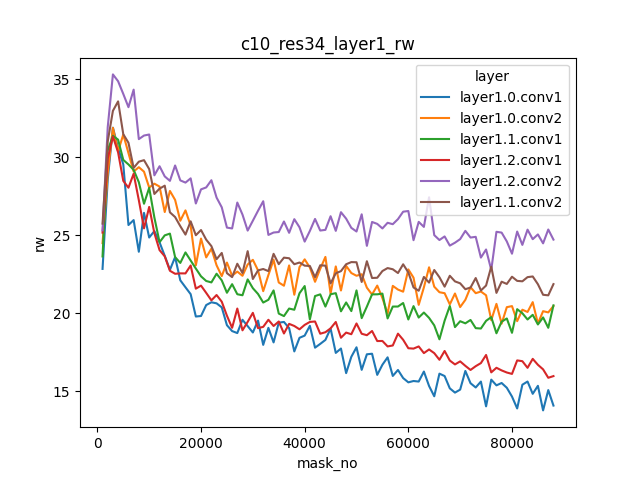 c10_res34_layer1_rw
layer
layer1.0.conv1
layer1.0.conv2
layer1.1.conv1
layer1.2.conv1
layer1.2.conv2
layer1.1.conv2
rw
35
30
25
20
15
0 20000 40000 60000 80000
mask_no